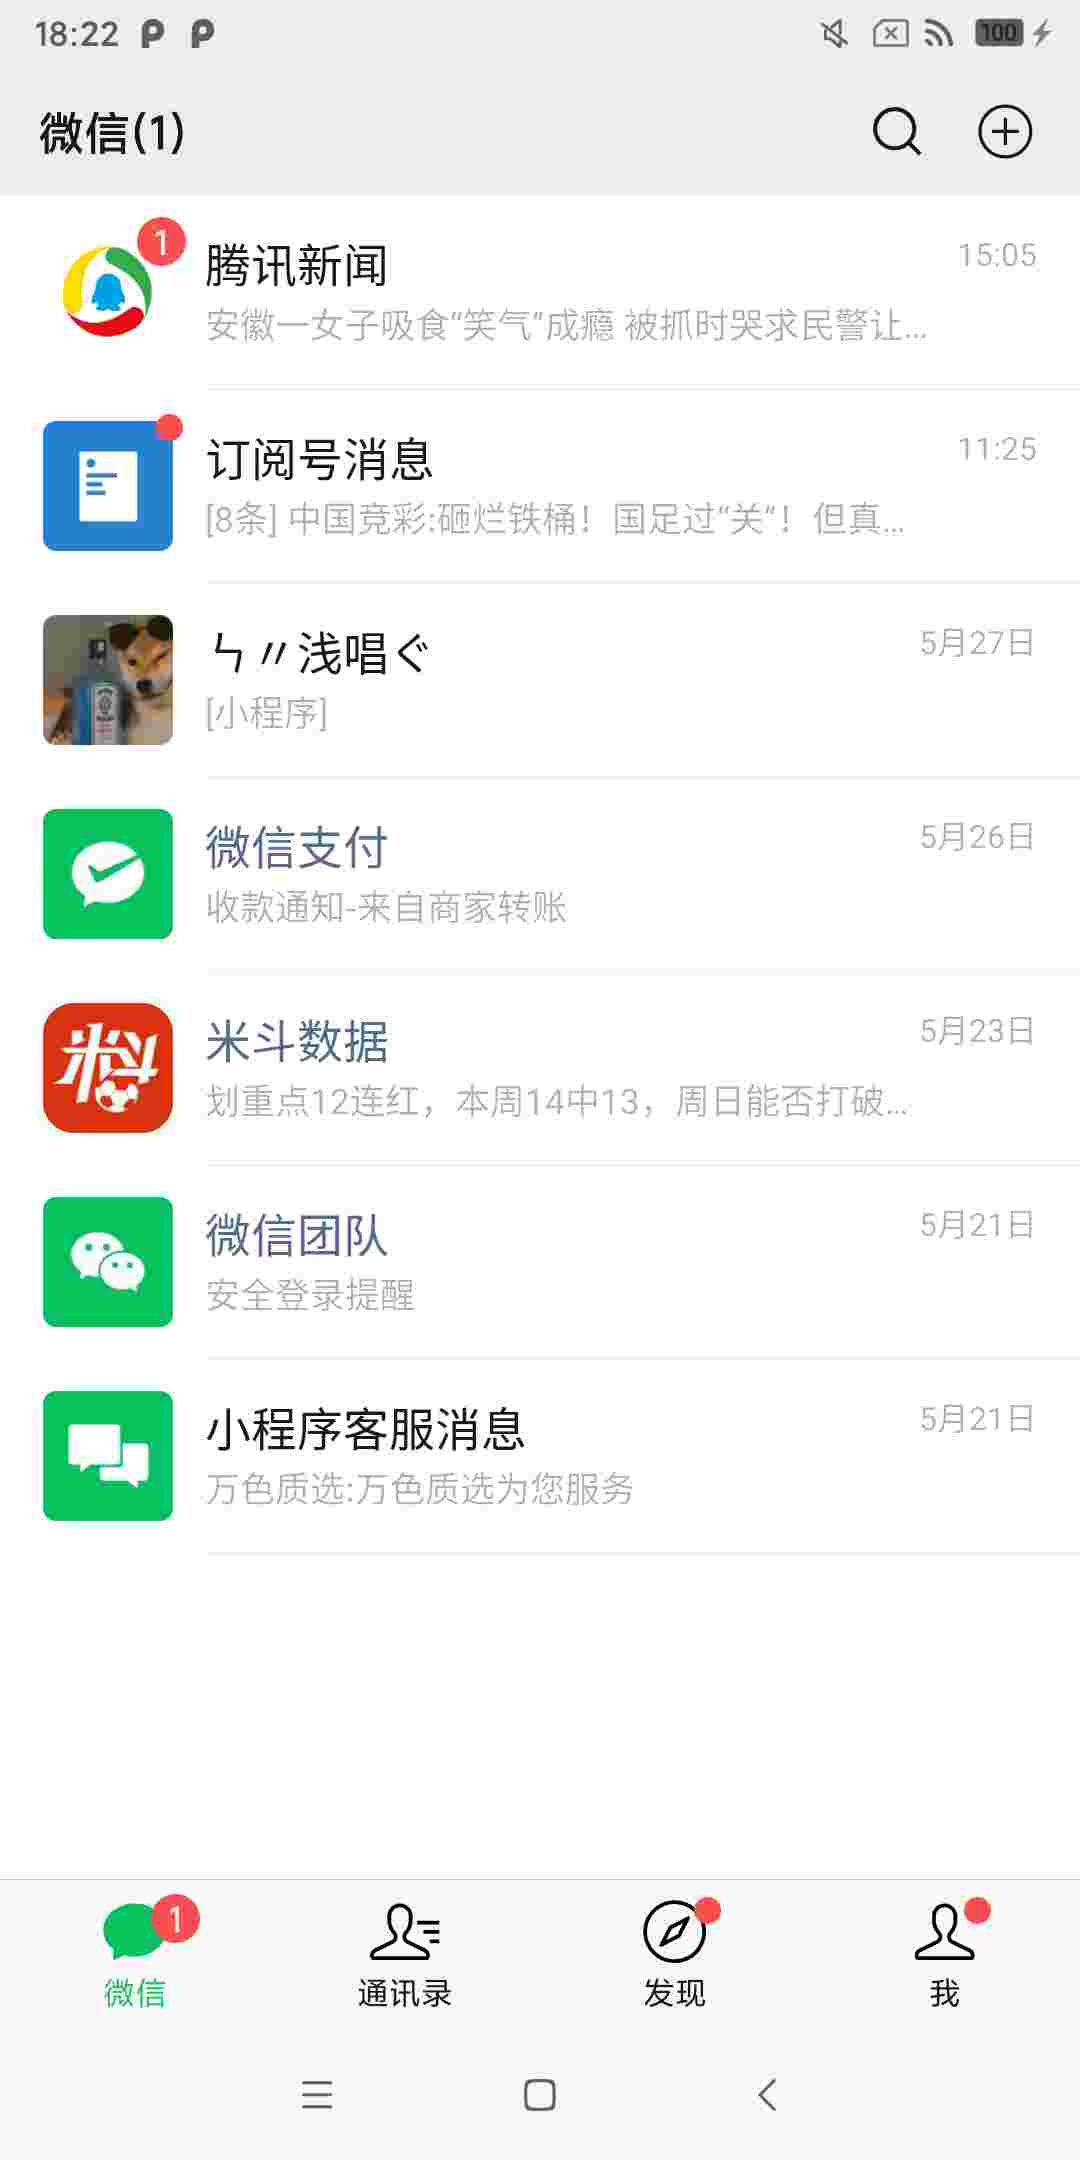 18:22
100
微信(1)
1
腾讯新闻
15:05
安徽一女子吸食“笑气”成瘾 被抓时哭求民警让...
订阅号消息
11:25
[8条] 中国竞彩:砸烂铁桶！国足过“关”！但真...
ㄣ〃浅唱ぐ
5月27日
[小程序]
微信支付
5月26日
收款通知-来自商家转账
料
米斗数据
5月23日
划重点12连红，本周14中13，周日能否打破...
微信团队
5月21日
安全登录提醒
小程序客服消息
5月21日
万色质选:万色质选为您服务
1
微信
通讯录
发现
我